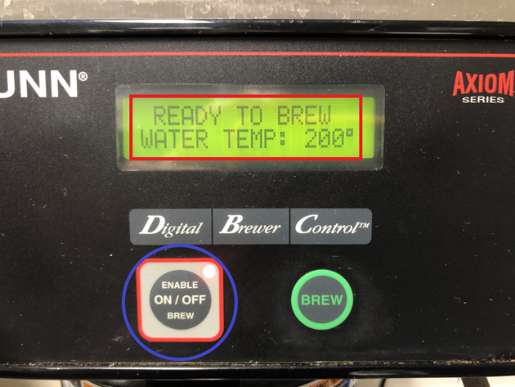 UNN®
AXIOM
SERIES
READY TO BREW
WATER TEMP: 200°
Digital Brewer Control™
ENABLE
ON / OFF
BREW
BREW